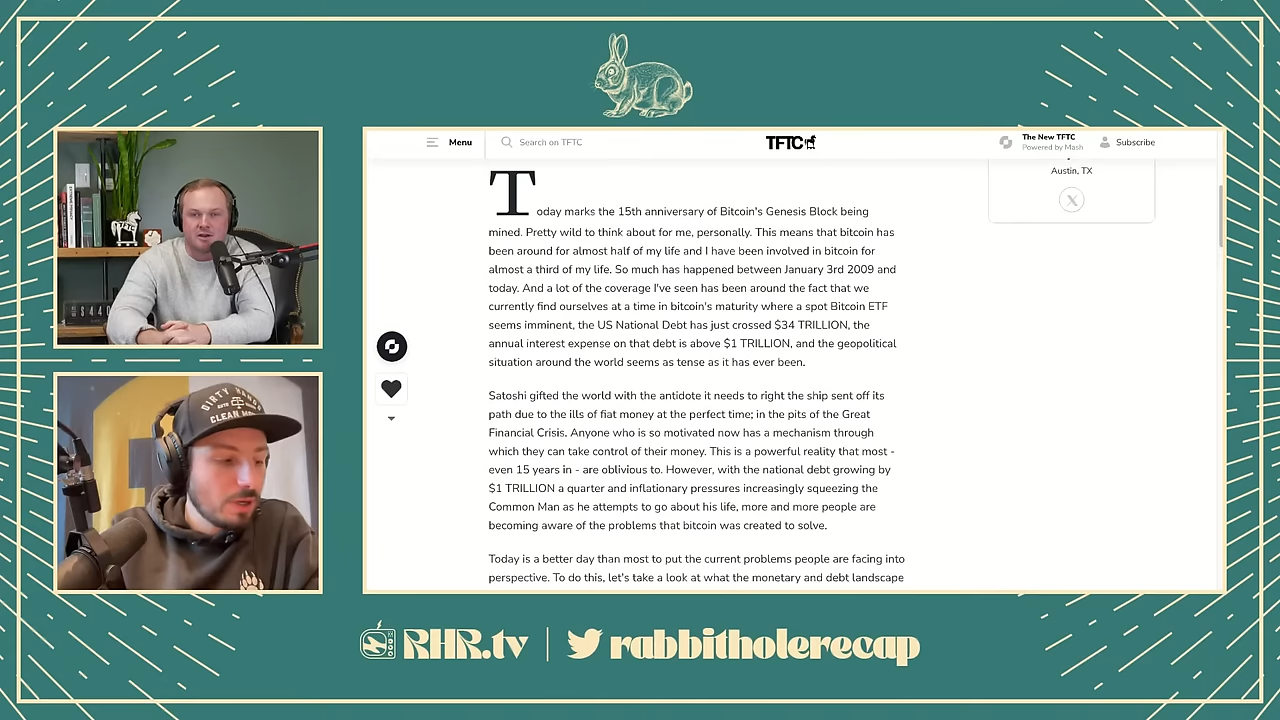 Menu
Search on TFTC
TFTC
The New TFTC
Powered by Mash
Subscribe
Austin, TX
Today marks the 15th anniversary of Bitcoin's Genesis Block being
mined. Pretty wild to think about for me, personally. This means that bitcoin has
been around for almost half of my life and I have been involved in bitcoin for
almost a third of my life. So much has happened between January 3rd 2009 and
today. And a lot of the coverage I've seen has been around the fact that we
currently find ourselves at a time in bitcoin's maturity where a spot Bitcoin ETF
seems imminent, the US National Debt has just crossed $34 TRILLION, the
annual interest expense on that debt is above $1 TRILLION, and the geopolitical
situation around the world seems as tense as it has ever been.
Satoshi gifted the world with the antidote it needs to right the ship sent off its
path due to the ills of fiat money at the perfect time; in the pits of the Great
Financial Crisis. Anyone who is so motivated now has a mechanism through
which they can take control of their money. This is a powerful reality that most -
even 15 years in - are oblivious to. However, with the national debt growing by
$1 TRILLION a quarter and inflationary pressures increasingly squeezing the
Common Man as he attempts to go about his life, more and more people are
becoming aware of the problems that bitcoin was created to solve.
Today is a better day than most to put the current problems people are facing into
perspective. To do this, let's take a look at what the monetary and debt landscape
TFTC
DIRTY HANDS
CLEAN
RHR.tv
rabbitholerecap